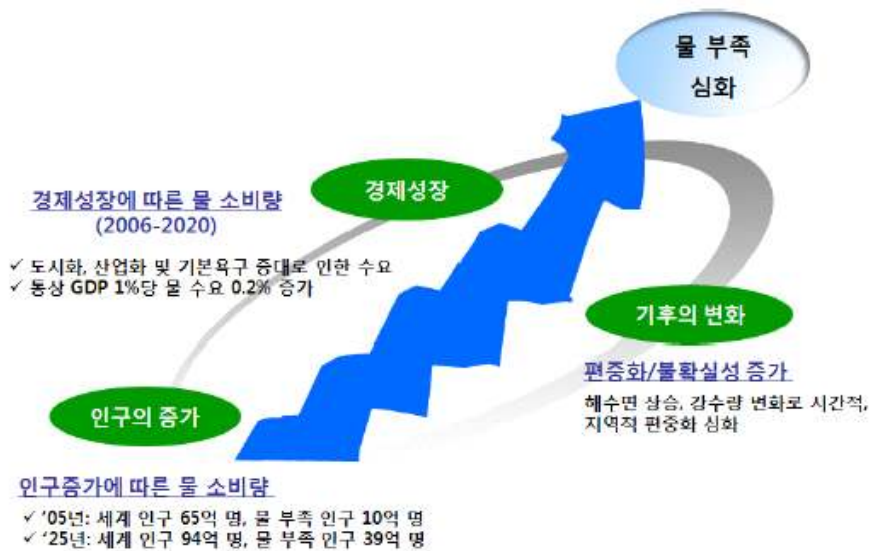 물 부족
심화
경제성장
경제성장에 따른 물 소비량
(2006-2020)
✓ 도시화, 산업화 및 기본욕구 증대로 인한 수요
✓ 통상 GDP 1%당 물 수요 0.2% 증가
기후의 변화
편중화/불확실성 증가
해수면 상승, 강수량 변화로 시간적,
지역적 편중화 심화
인구의 증가
인구증가에 따른 물 소비량
✓ '05년: 세계 인구 65억 명, 물 부족 인구 10억 명
✓ '25년: 세계 인구 94억 명, 물 부족 인구 39억 명